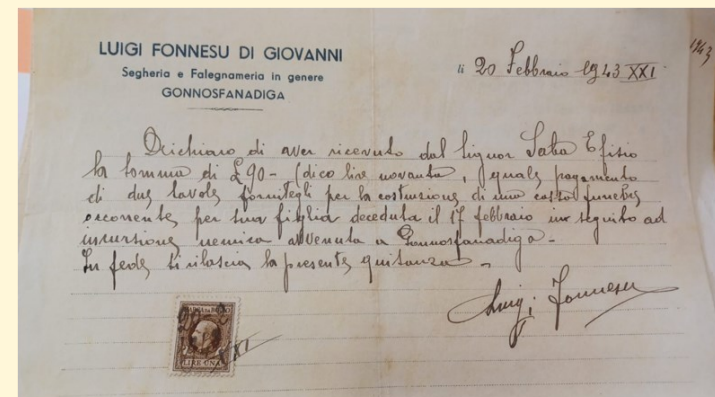 LUIGI FONNESU DI GIOVANNI
Segheria e Falegnameria in genere
GONNOSFANADIGA
li 20 Febbraio 1943 XXI
1943
Dichiaro di aver ricevuto dal Signor Saba Efisio
la somma di £90- (dico lire novanta, quale pagamento
di due tavole fornitegli per la costruzione di una cassa funebre
occorrente per sua figlia deceduta il 17 febbraio in seguito ad
incursione nemica avvenuta a Gonnosfanadiga -
In fede si rilascia la presente quitanza -
Luigi Fonnesu
LIRE UNA
XXI